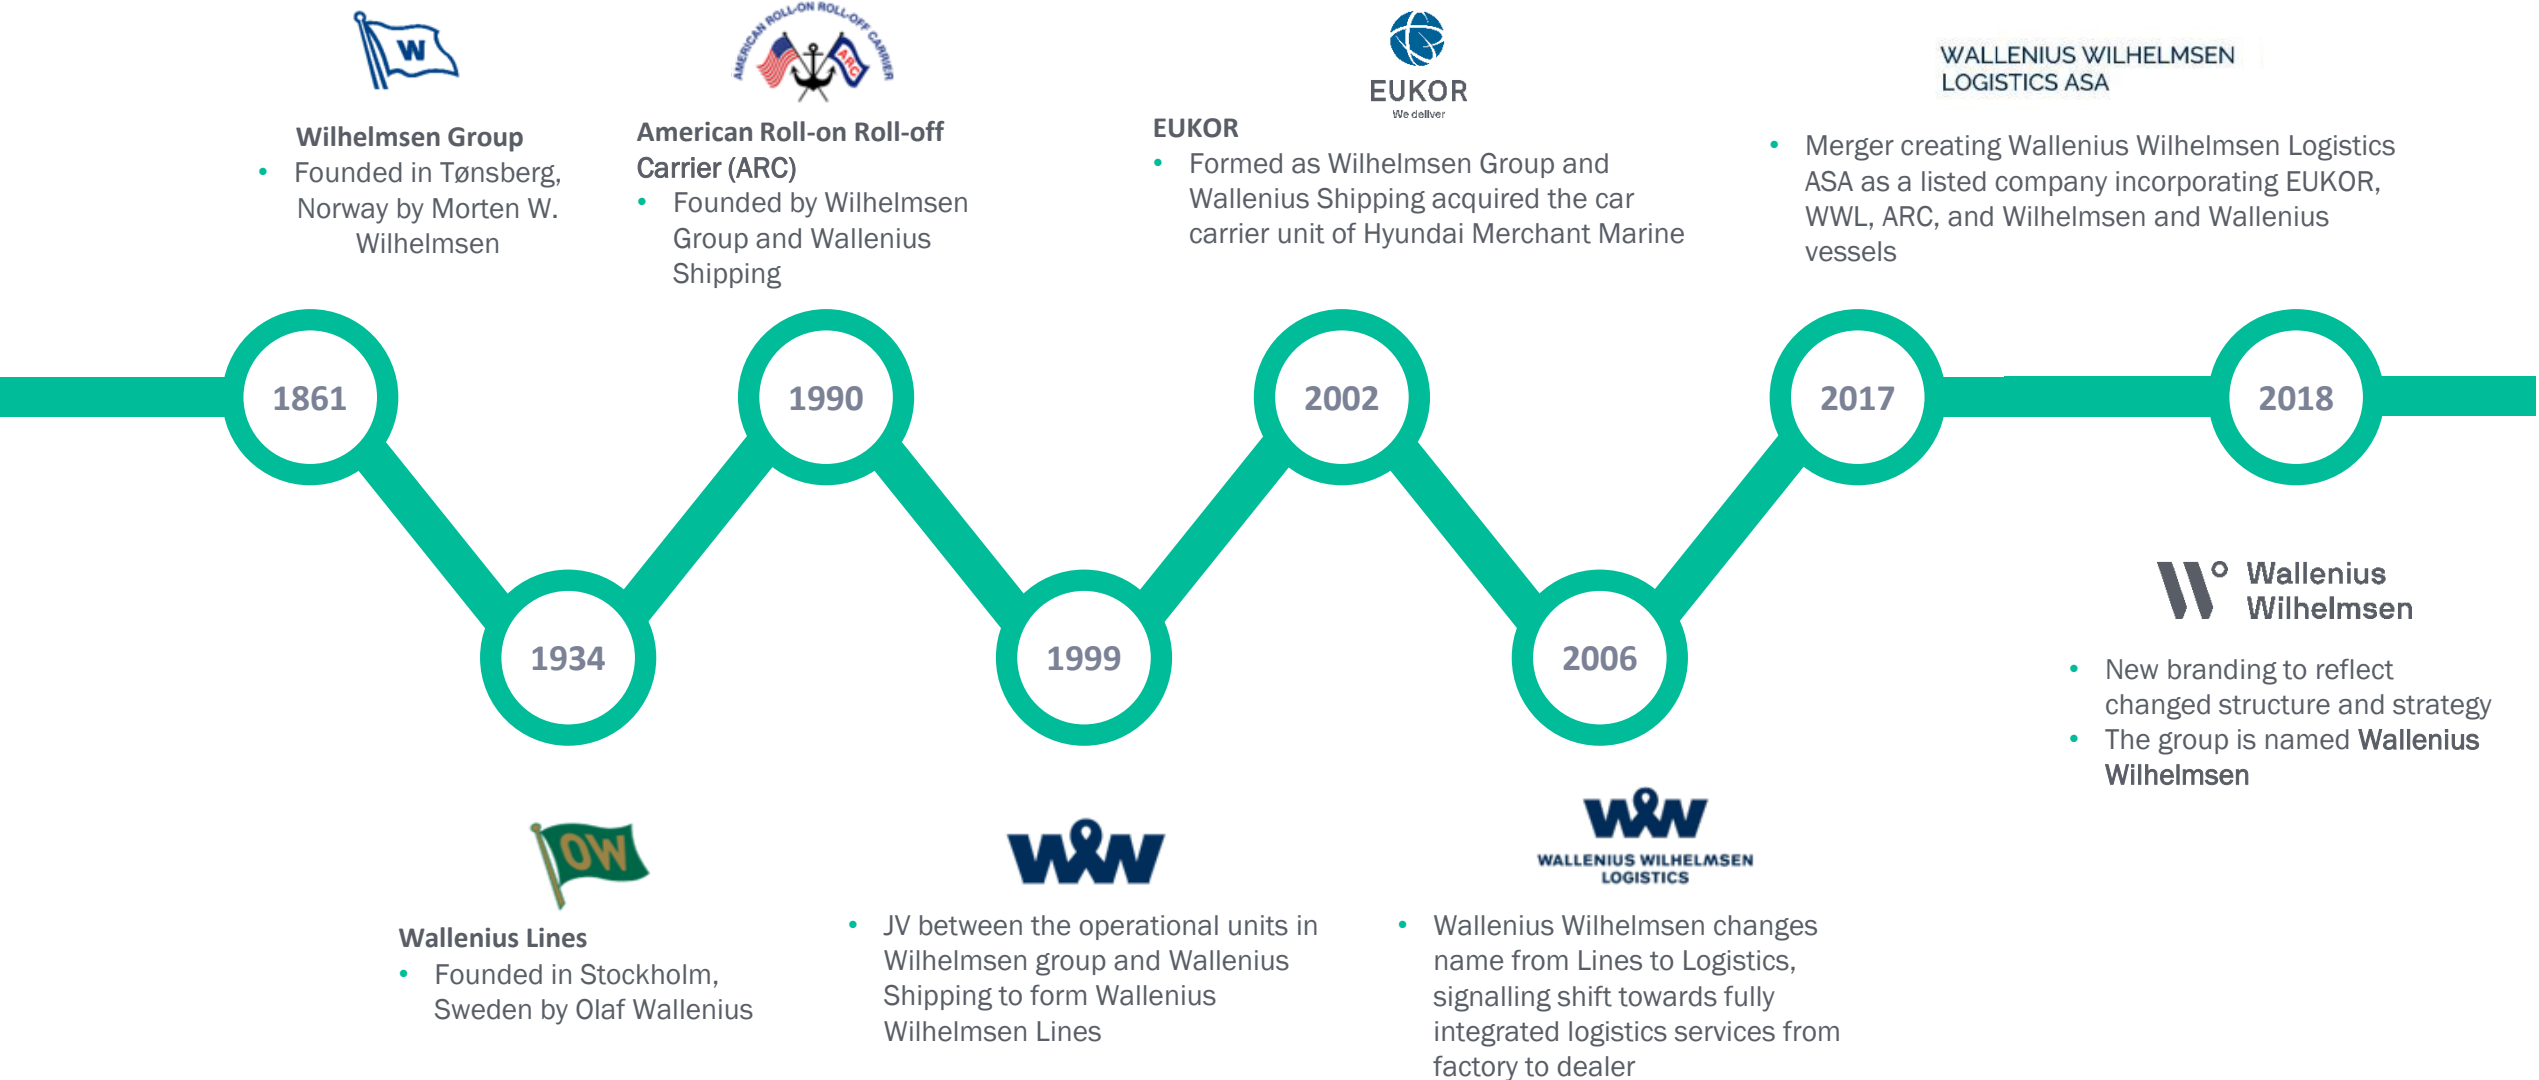 W
Wilhelmsen Group
• Founded in Tønsberg,
Norway by Morten W.
Wilhelmsen
AMERICAN ROLL-ON ROLL-OFF CARRIER
ARC
American Roll-on Roll-off
Carrier (ARC)
• Founded by Wilhelmsen
Group and Wallenius
Shipping
EUKOR
We deliver
EUKOR
• Formed as Wilhelmsen Group and
Wallenius Shipping acquired the car
carrier unit of Hyundai Merchant Marine
WALLENIUS WILHELMSEN
LOGISTICS ASA
• Merger creating Wallenius Wilhelmsen Logistics
ASA as a listed company incorporating EUKOR,
WWL, ARC, and Wilhelmsen and Wallenius
vessels
1861
1990
2002
2017
2018
1934
1999
2006
OW
Wallenius Lines
• Founded in Stockholm,
Sweden by Olaf Wallenius
W&W
• JV between the operational units in
Wilhelmsen group and Wallenius
Shipping to form Wallenius
Wilhelmsen Lines
W&W
WALLENIUS WILHELMSEN
LOGISTICS
• Wallenius Wilhelmsen changes
name from Lines to Logistics,
signalling shift towards fully
integrated logistics services from
factory to dealer
Wallenius
Wilhelmsen
• New branding to reflect
changed structure and strategy
• The group is named Wallenius
Wilhelmsen